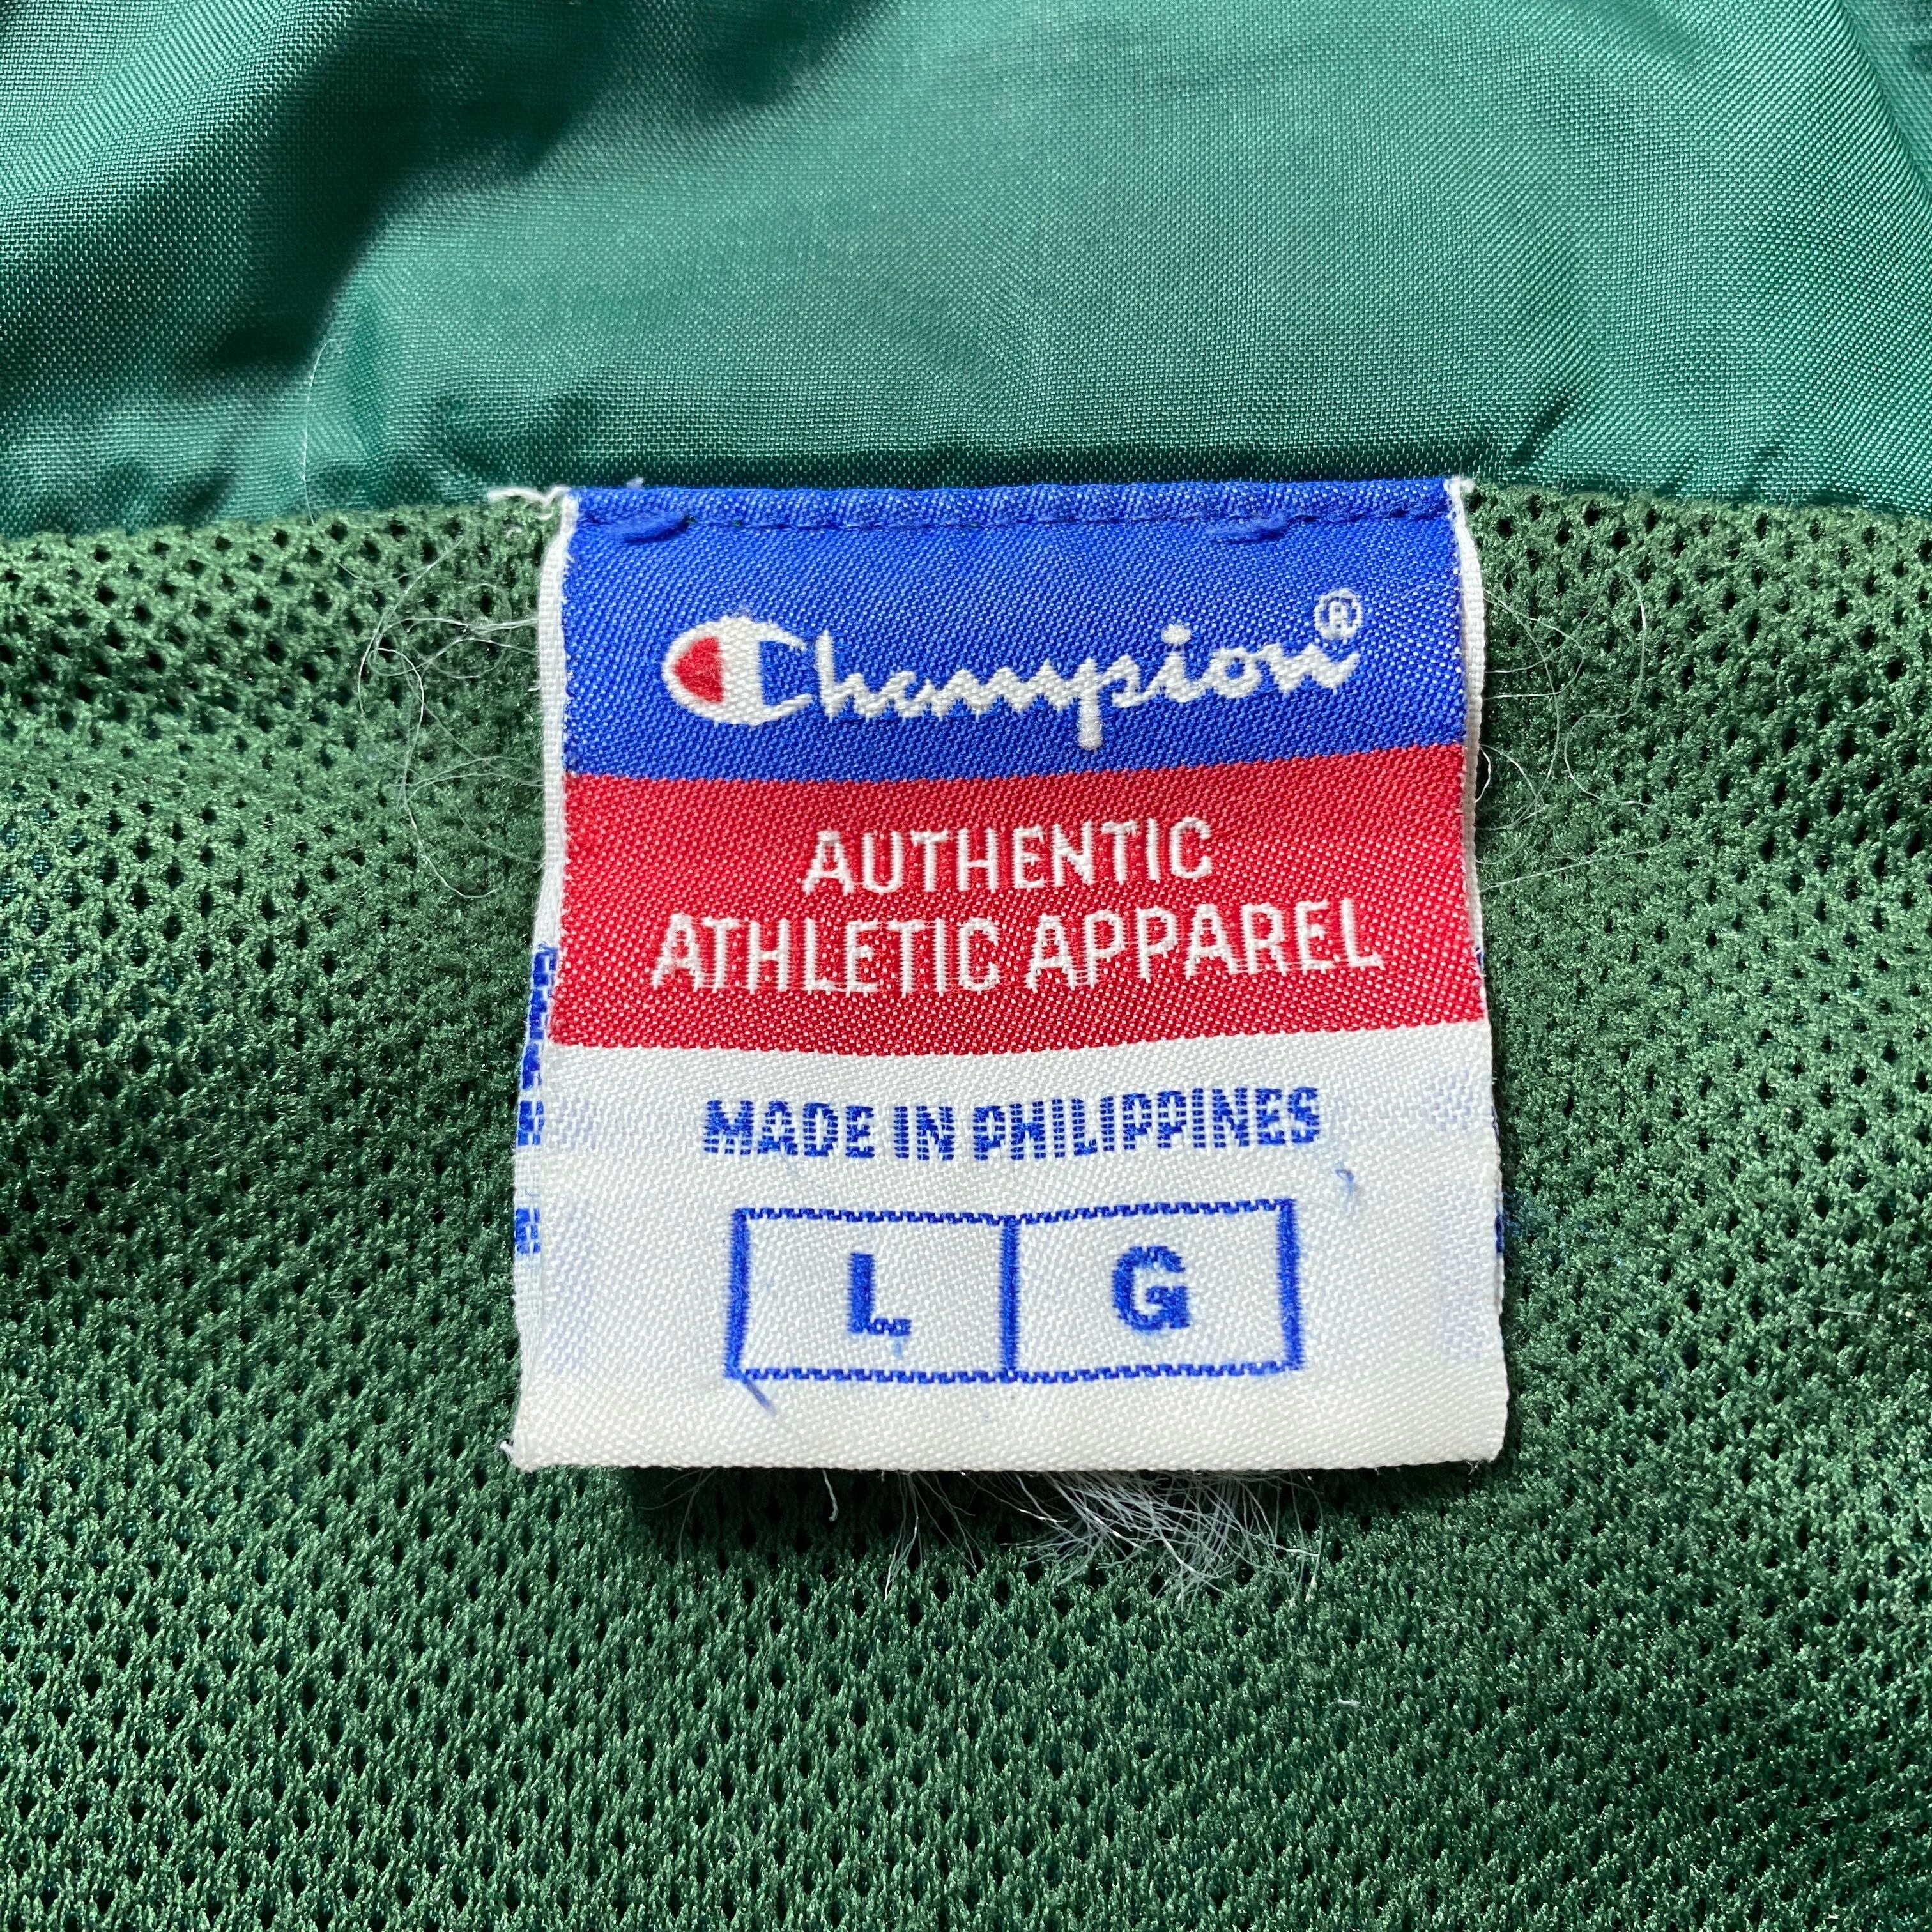 Champion®
AUTHENTIC
ATHLETIC APPAREL
MADE IN PHILIPPINES
L G